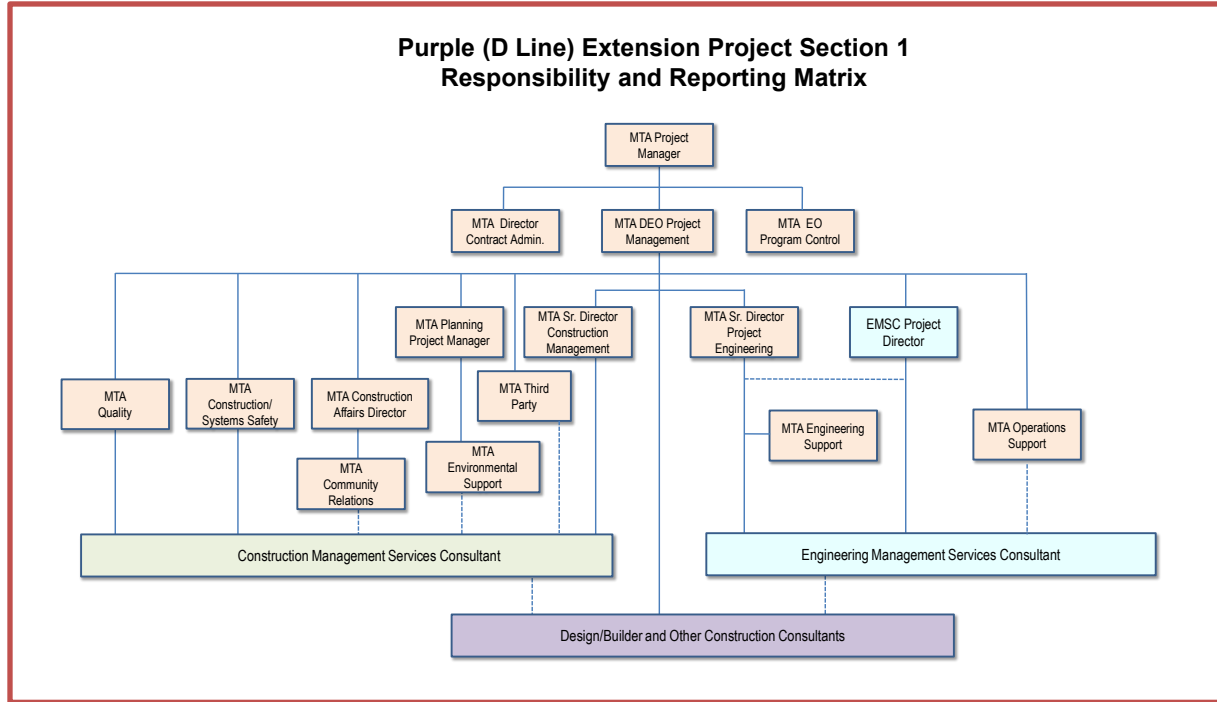 Purple (D Line) Extension Project Section 1
Responsibility and Reporting Matrix
MTA Project
Manager
MTA Director
Contract Admin.
MTA DEO Project
Management
MTA EO
Program Control
MTA Planning
Project Manager
MTA Sr. Director
Construction
Management
MTA Sr. Director
Project
Engineering
EMSC Project
Director
MTA
Quality
MTA
Construction/
Systems Safety
MTA Construction
Affairs Director
MTA Third
Party
MTA Engineering
Support
MTA Operations
Support
MTA
Community
Relations
MTA
Environmental
Support
Construction Management Services Consultant
Engineering Management Services Consultant
Design/Builder and Other Construction Consultants